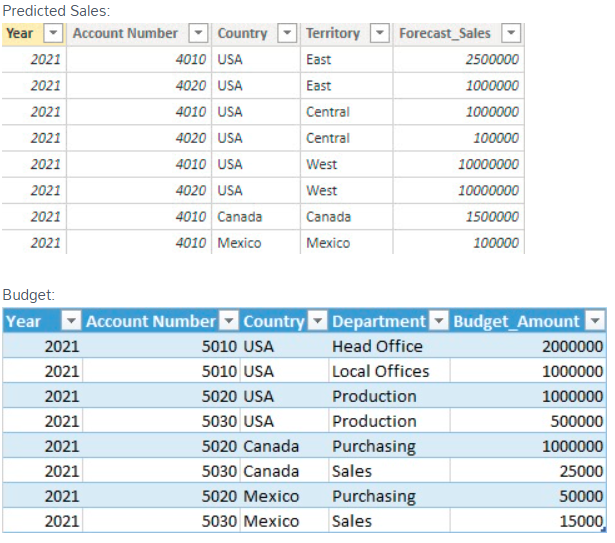 Predicted Sales:
Year Account Number Country Territory Forecast_Sales
2021 4010 USA East 2500000
2021 4020 USA East 1000000
2021 4010 USA Central 1000000
2021 4020 USA Central 100000
2021 4010 USA West 10000000
2021 4020 USA West 10000000
2021 4010 Canada Canada 1500000
2021 4010 Mexico Mexico 100000
Budget:
Year Account Number Country Department Budget_Amount
2021 5010 USA Head Office 2000000
2021 5010 USA Local Offices 1000000
2021 5020 USA Production 1000000
2021 5030 USA Production 500000
2021 5020 Canada Purchasing 1000000
2021 5030 Canada Sales 25000
2021 5020 Mexico Purchasing 50000
2021 5030 Mexico Sales 15000